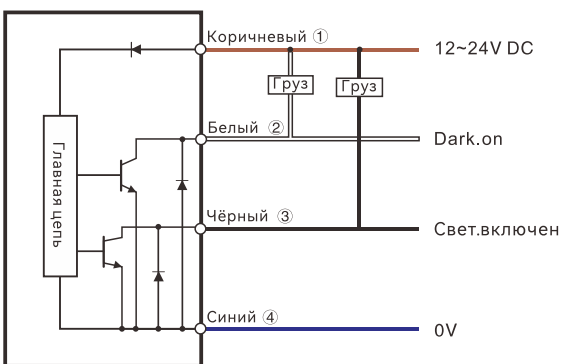 Коричневый ①
12~24V DC
Груз
Груз
Белый ②
Dark.on
Главная цепь
Чёрный ③
Свет.включен
Синий ④
0V